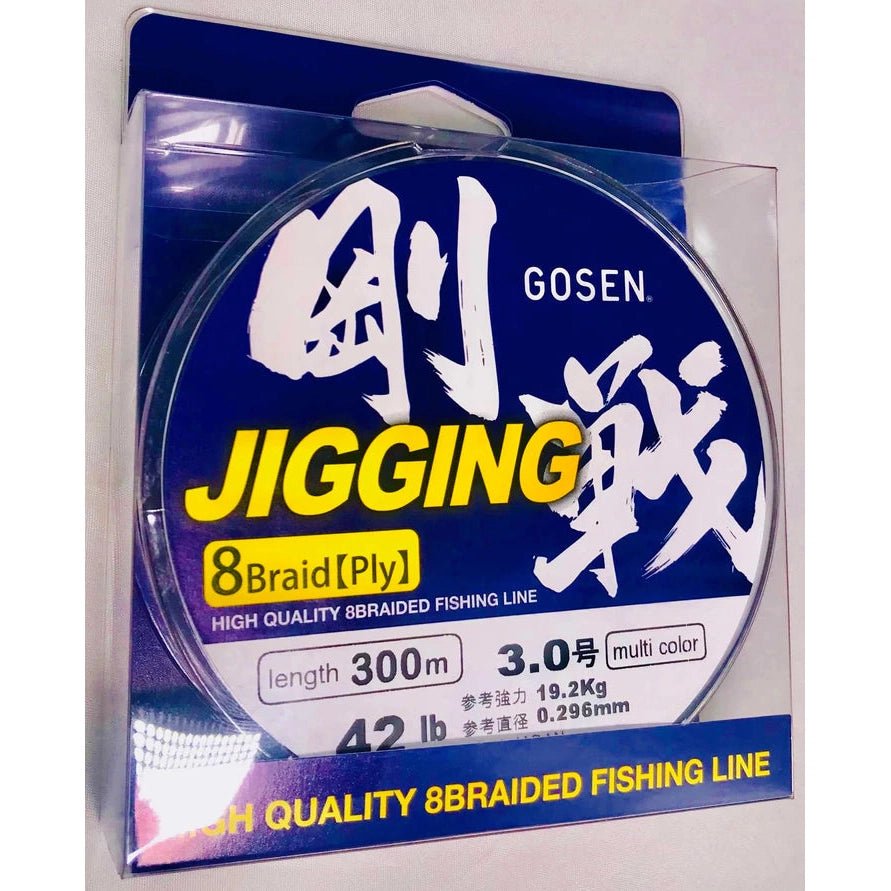 剛戦
GOSEN®
JIGGING
8Braid【Ply】
HIGH QUALITY 8BRAIDED FISHING LINE
length 300m
3.0号 multi color
参考強力 19.2Kg
42 lb 参考直径 0.296mm
HIGH QUALITY 8BRAIDED FISHING LINE